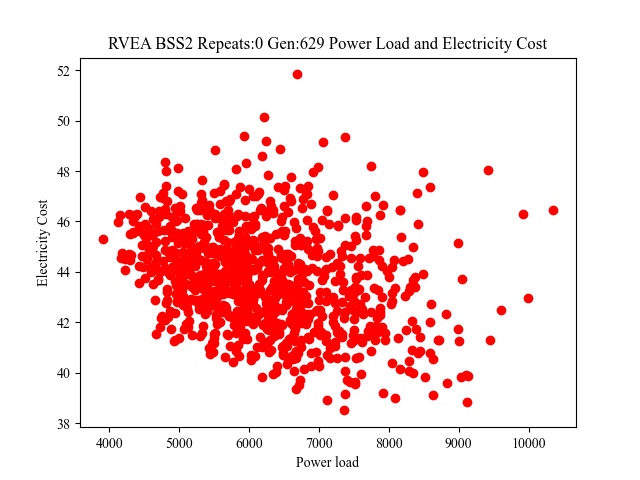 RVEA BSS2 Repeats:0 Gen:629 Power Load and Electricity Cost
52
50
48
46
44
42
40
38
Electricity Cost
4000 5000 6000 7000 8000 9000 10000
Power load